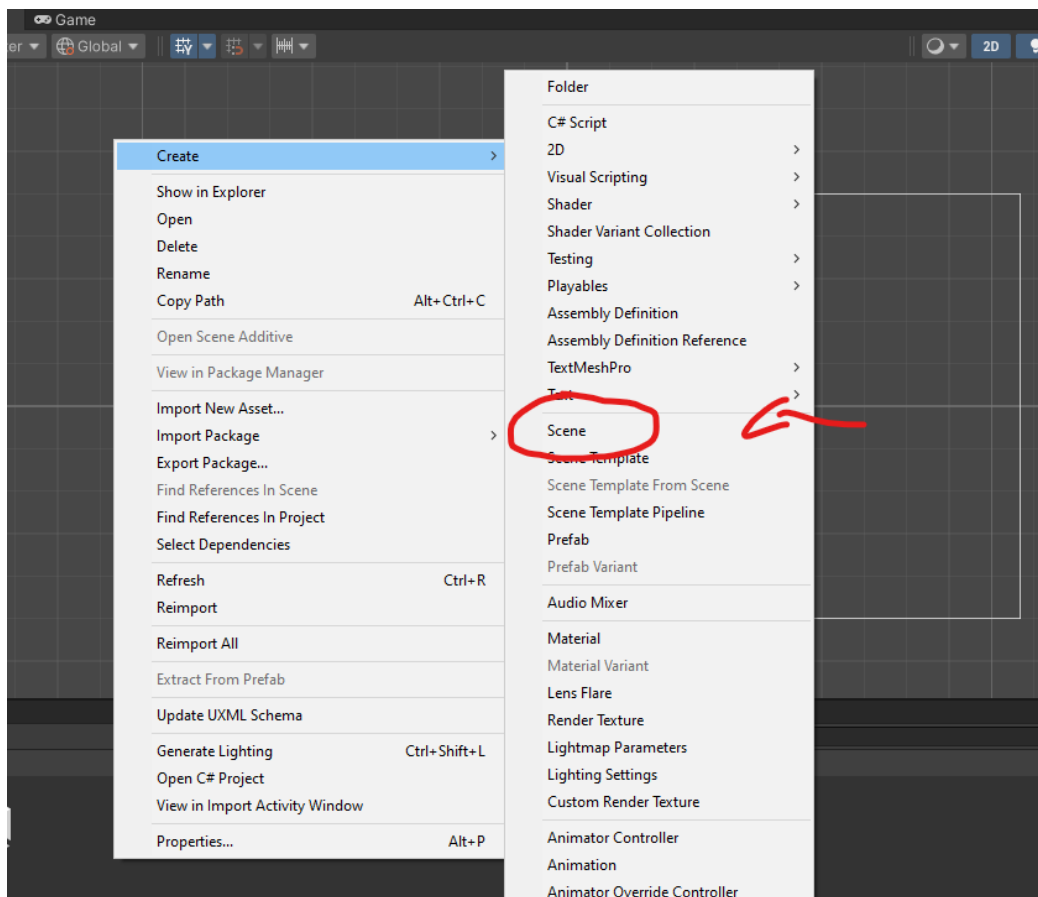 Game
er Global
2D
Create
Show in Explorer
Open
Delete
Rename
Copy Path Alt+Ctrl+C
Open Scene Additive
View in Package Manager
Import New Asset...
Import Package
Export Package...
Find References In Scene
Find References In Project
Select Dependencies
Refresh Ctrl+R
Reimport
Reimport All
Extract From Prefab
Update UXML Schema
Generate Lighting Ctrl+Shift+L
Open C# Project
View in Import Activity Window
Properties... Alt+P
Folder
C# Script
2D
Visual Scripting
Shader
Shader Variant Collection
Testing
Playables
Assembly Definition
Assembly Definition Reference
TextMeshPro
Text
Scene
Scene Template
Scene Template From Scene
Scene Template Pipeline
Prefab
Prefab Variant
Audio Mixer
Material
Material Variant
Lens Flare
Render Texture
Lightmap Parameters
Lighting Settings
Custom Render Texture
Animator Controller
Animation
Animator Override Controller